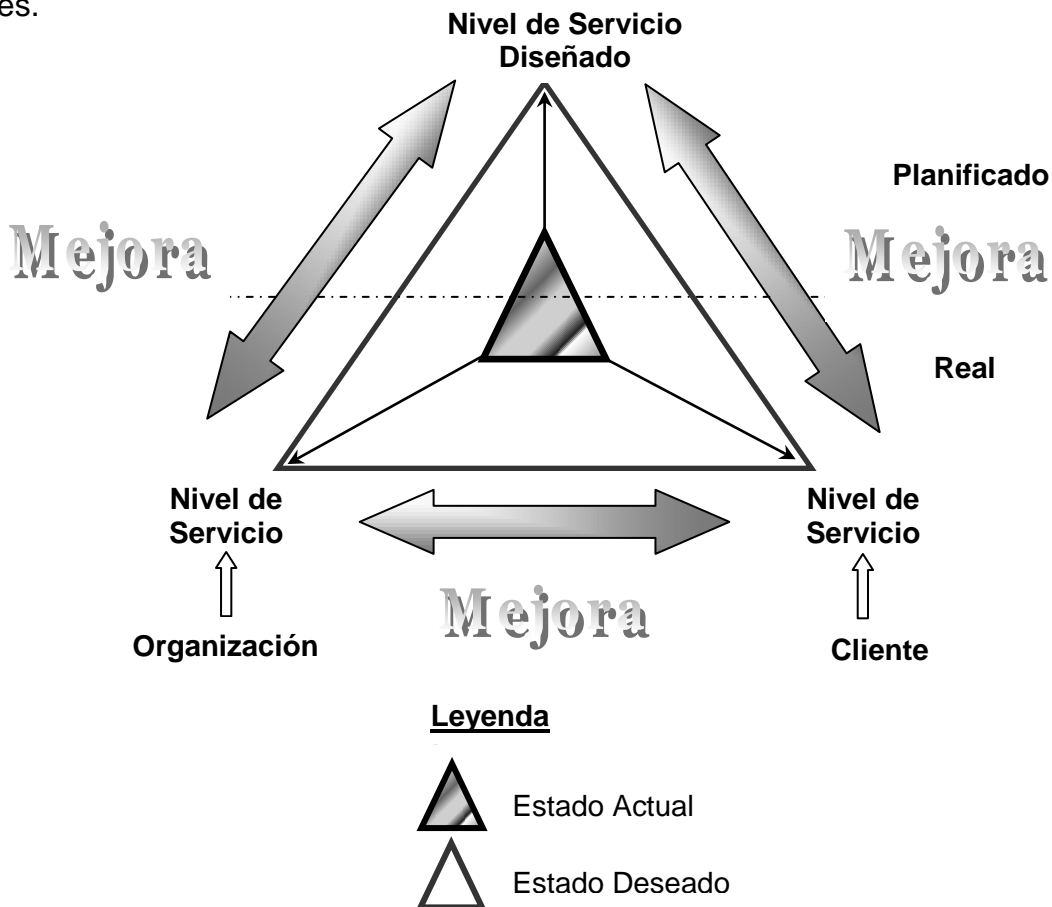 es.
Nivel de Servicio
Diseñado
Planificado
Mejora
Mejora
Real
Nivel de
Servicio
Nivel de
Servicio
Mejora
Organización
Cliente
Leyenda
Estado Actual
Estado Deseado